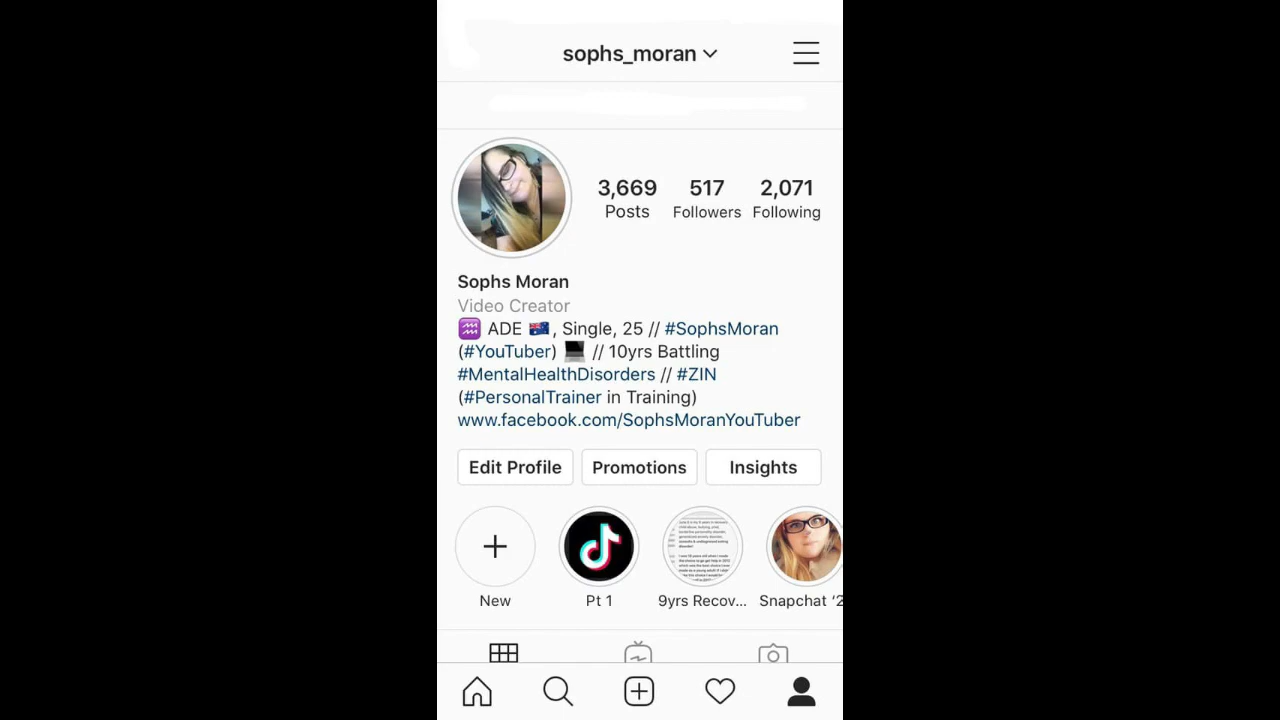 sophs_moran
3,669 517 2,071
Posts Followers Following
Sophs Moran
Video Creator
♒ ADE 🇦🇺, Single, 25 // #SophsMoran
(#YouTuber) 💻 // 10yrs Battling
#MentalHealthDisorders // #ZIN
(#PersonalTrainer in Training)
www.facebook.com/SophsMoranYouTuber
Edit Profile Promotions Insights
New Pt 1 9yrs Recov... Snapchat ‘2